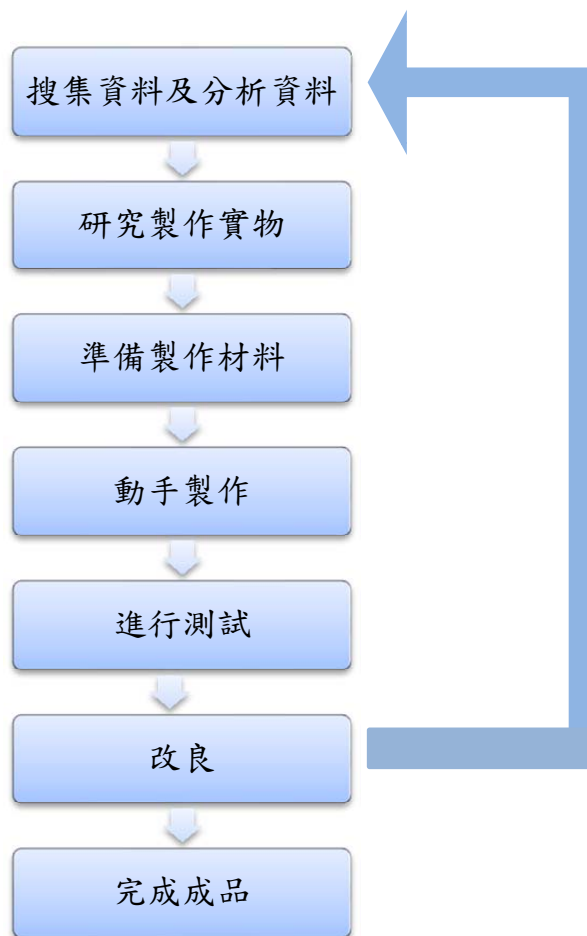 搜集資料及分析資料
研究製作實物
準備製作材料
動手製作
進行測試
改良
完成成品